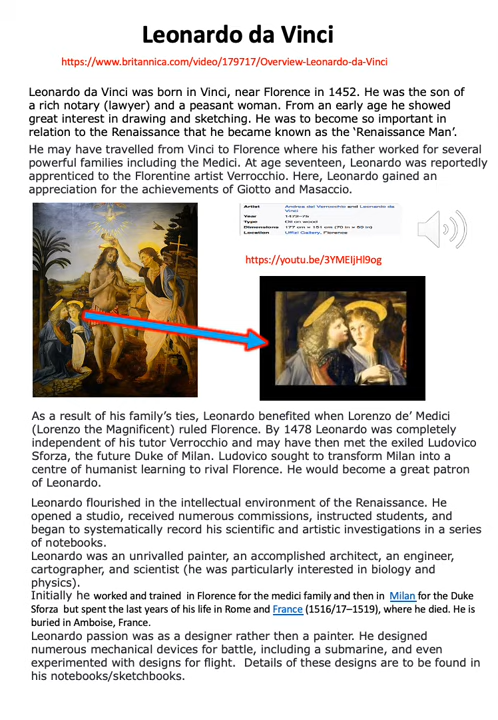 Leonardo da Vinci
https://www.britannica.com/video/179717/Overview-Leonardo-da-Vinci
Leonardo da Vinci was born in Vinci, near Florence in 1452. He was the son of
a rich notary (lawyer) and a peasant woman. From an early age he showed
great interest in drawing and sketching. He was to become so important in
relation to the Renaissance that he became known as the ‘Renaissance Man’.
He may have travelled from Vinci to Florence where his father worked for several
powerful families including the Medici. At age seventeen, Leonardo was reportedly
apprenticed to the Florentine artist Verrocchio. Here, Leonardo gained an
appreciation for the achievements of Giotto and Masaccio.
Artist Andrea del Verrocchio and Leonardo da
Vinci
Year 1472–75
Type Oil on wood
Dimensions 177 cm × 151 cm (70 in × 59 in)
Location Uffizi Gallery, Florence
https://youtu.be/3YMEIjHl9og
As a result of his family’s ties, Leonardo benefited when Lorenzo de’ Medici
(Lorenzo the Magnificent) ruled Florence. By 1478 Leonardo was completely
independent of his tutor Verrocchio and may have then met the exiled Ludovico
Sforza, the future Duke of Milan. Ludovico sought to transform Milan into a
centre of humanist learning to rival Florence. He would become a great patron
of Leonardo.
Leonardo flourished in the intellectual environment of the Renaissance. He
opened a studio, received numerous commissions, instructed students, and
began to systematically record his scientific and artistic investigations in a series
of notebooks.
Leonardo was an unrivalled painter, an accomplished architect, an engineer,
cartographer, and scientist (he was particularly interested in biology and
physics).
Initially he worked and trained in Florence for the medici family and then in Milan for the Duke
Sforza but spent the last years of his life in Rome and France (1516/17–1519), where he died. He is
buried in Amboise, France.
Leonardo passion was as a designer rather then a painter. He designed
numerous mechanical devices for battle, including a submarine, and even
experimented with designs for flight. Details of these designs are to be found in
his notebooks/sketchbooks.